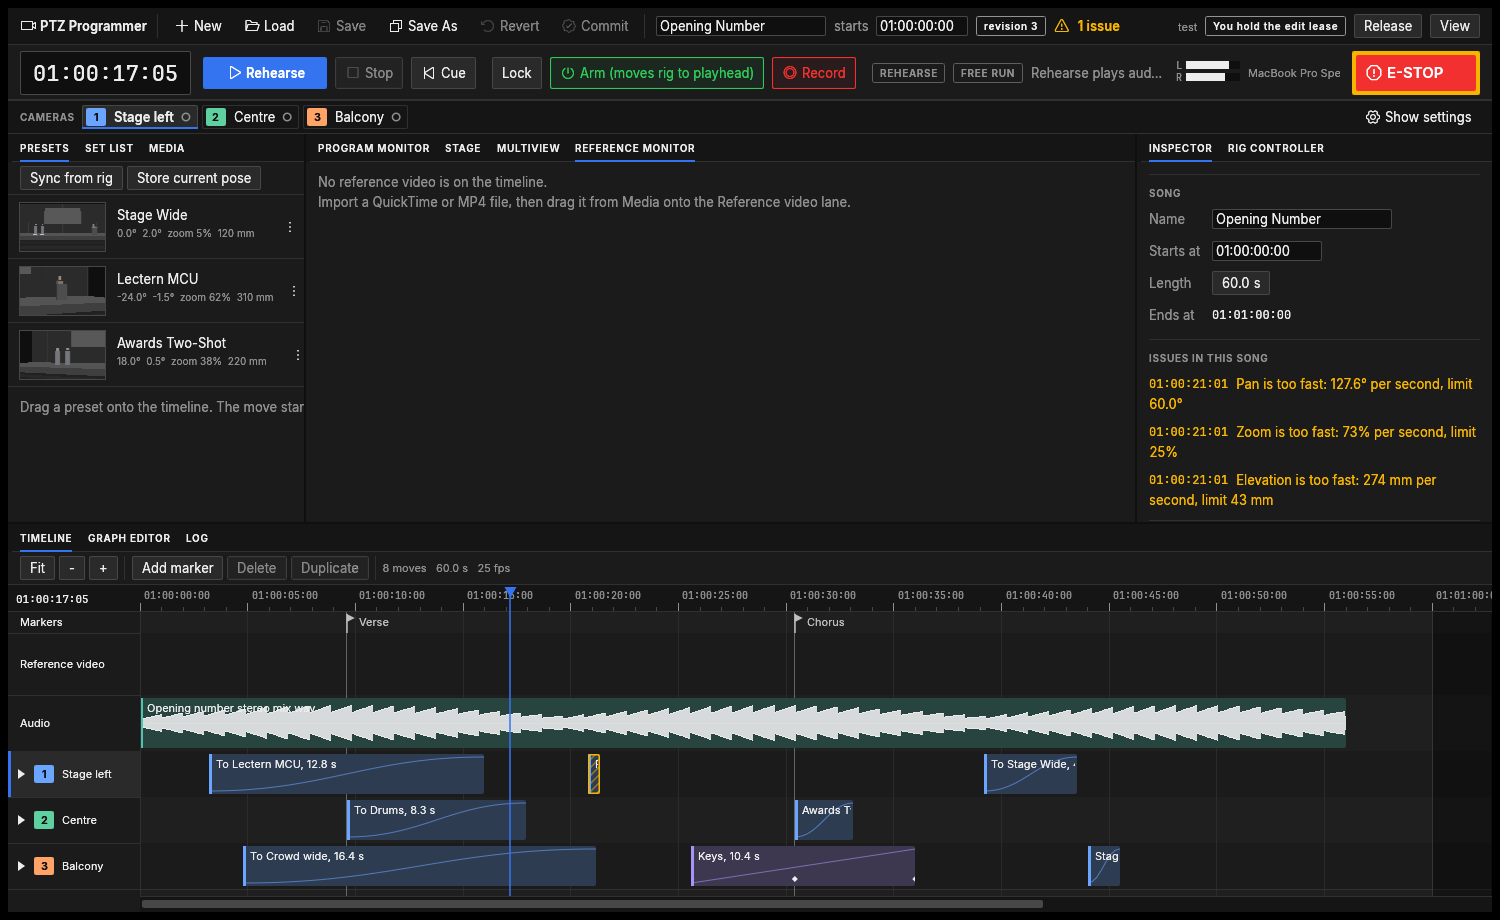 PTZ Programmer New Load Save Save As Revert Commit Opening Number starts 01:00:00:00 revision 3 1 issue test You hold the edit lease Release View
01:00:17:05 Rehearse Stop Cue Lock Arm (moves rig to playhead) Record REHEARSE FREE RUN Rehearse plays aud... L R MacBook Pro Spe E-STOP
CAMERAS 1 Stage left 2 Centre 3 Balcony Show settings
PRESETS SET LIST MEDIA
Sync from rig Store current pose
Stage Wide
0.0° 2.0° zoom 5% 120 mm
Lectern MCU
-24.0° -1.5° zoom 62% 310 mm
Awards Two-Shot
18.0° 0.5° zoom 38% 220 mm
Drag a preset onto the timeline. The move star
PROGRAM MONITOR STAGE MULTIVIEW REFERENCE MONITOR
No reference video is on the timeline.
Import a QuickTime or MP4 file, then drag it from Media onto the Reference video lane.
INSPECTOR RIG CONTROLLER
SONG
Name Opening Number
Starts at 01:00:00:00
Length 60.0 s
Ends at 01:01:00:00
ISSUES IN THIS SONG
01:00:21:01 Pan is too fast: 127.6° per second, limit
60.0°
01:00:21:01 Zoom is too fast: 73% per second, limit
25%
01:00:21:01 Elevation is too fast: 274 mm per
second, limit 43 mm
TIMELINE GRAPH EDITOR LOG
Fit - + Add marker Delete Duplicate 8 moves 60.0 s 25 fps
01:00:17:05 01:00:00:00 01:00:05:00 01:00:10:00 01:00:15:00 01:00:20:00 01:00:25:00 01:00:30:00 01:00:35:00 01:00:40:00 01:00:45:00 01:00:50:00 01:00:55:00 01:01:00:0
Markers Verse Chorus
Reference video
Opening number stereo mix.wav
Audio
1 Stage left To Lectern MCU, 12.8 s To Stage Wide,
2 Centre To Drums, 8.3 s Awards T
3 Balcony To Crowd wide, 16.4 s Keys, 10.4 s Stag